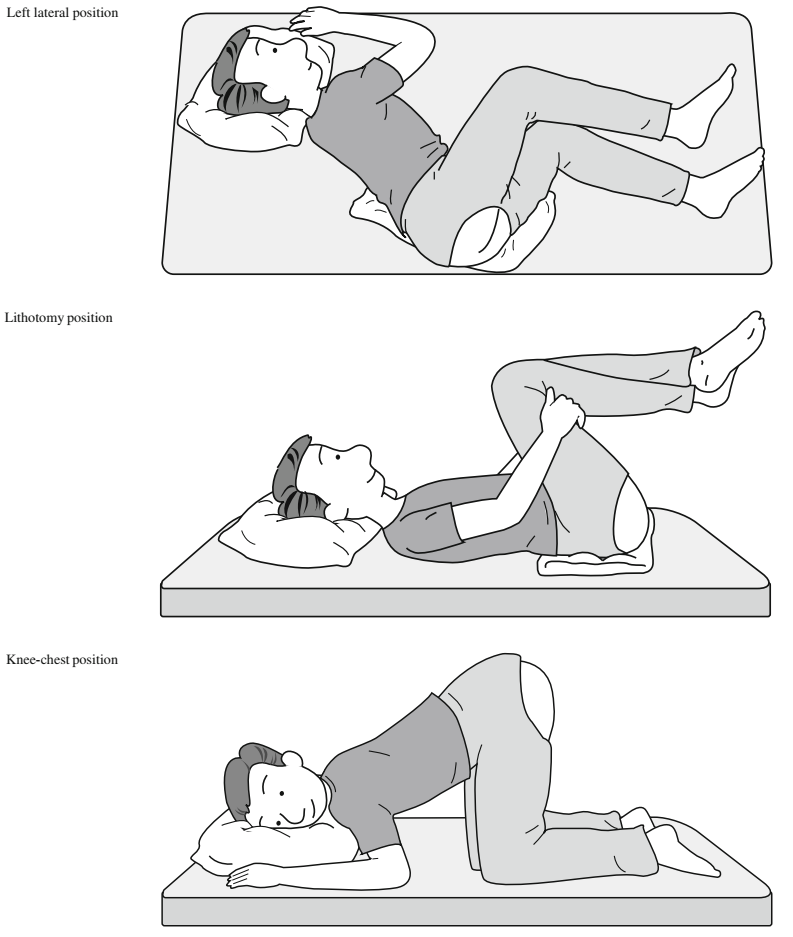 Left lateral position
Lithotomy position
Knee-chest position